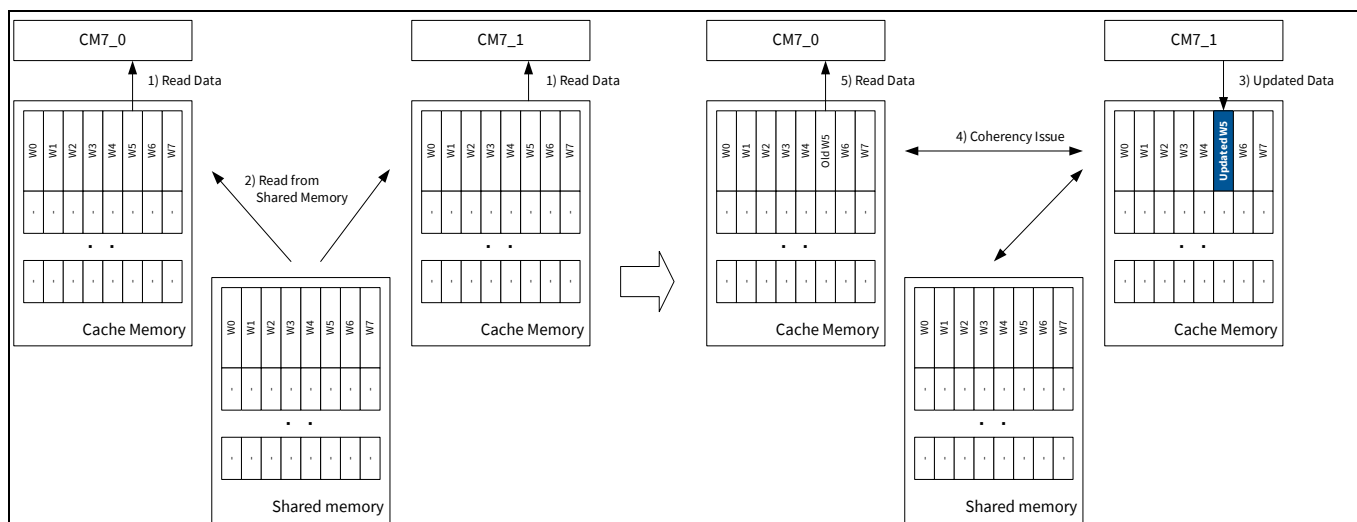 CM7_0
CM7_1
CM7_0
CM7_1
1) Read Data
1) Read Data
5) Read Data
3) Updated Data
W0 W1 W2 W3 W4 W5 W6 W7
- - - - - - - -
. .
- - - - - - - -
Cache Memory
2) Read from
Shared Memory
W0 W1 W2 W3 W4 W5 W6 W7
- - - - - - - -
. .
- - - - - - - -
Cache Memory
W0 W1 W2 W3 W4 W5 W6 W7
- - - - - - - -
. .
- - - - - - - -
Shared memory
W0 W1 W2 W3 W4 Old W5 W6 W7
- - - - - - - -
. .
- - - - - - - -
Cache Memory
4) Coherency Issue
W0 W1 W2 W3 W4 Updated W5 W6 W7
- - - - - - - -
. .
- - - - - - - -
Cache Memory
W0 W1 W2 W3 W4 W5 W6 W7
- - - - - - - -
. .
- - - - - - - -
Shared memory